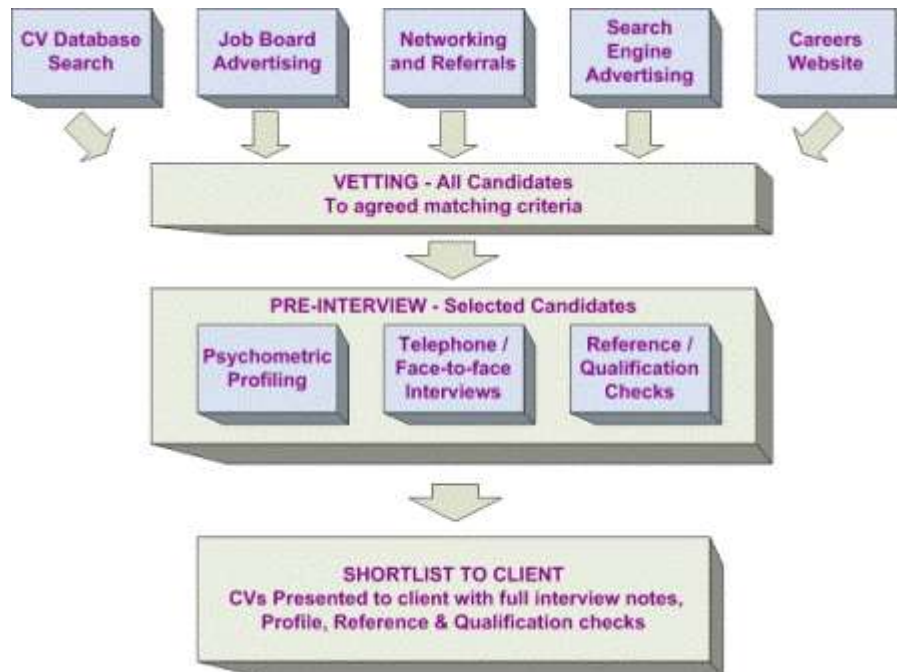 CV Database
Search
Job Board
Advertising
Networking
and Referrals
Search
Engine
Advertising
Careers
Website
VETTING - All Candidates
To agreed matching criteria
PRE-INTERVIEW - Selected Candidates
Psychometric
Profiling
Telephone /
Face-to-face
Interviews
Reference /
Qualification
Checks
SHORTLIST TO CLIENT
CVs Presented to client with full interview notes,
Profile, Reference & Qualification checks